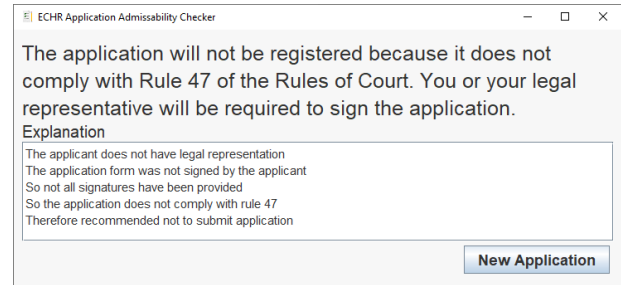 ECHR Application Admissability Checker
The application will not be registered because it does not
comply with Rule 47 of the Rules of Court. You or your legal
representative will be required to sign the application.
Explanation
The applicant does not have legal representation
The application form was not signed by the applicant
So not all signatures have been provided
So the application does not comply with rule 47
Therefore recommended not to submit application
New Application